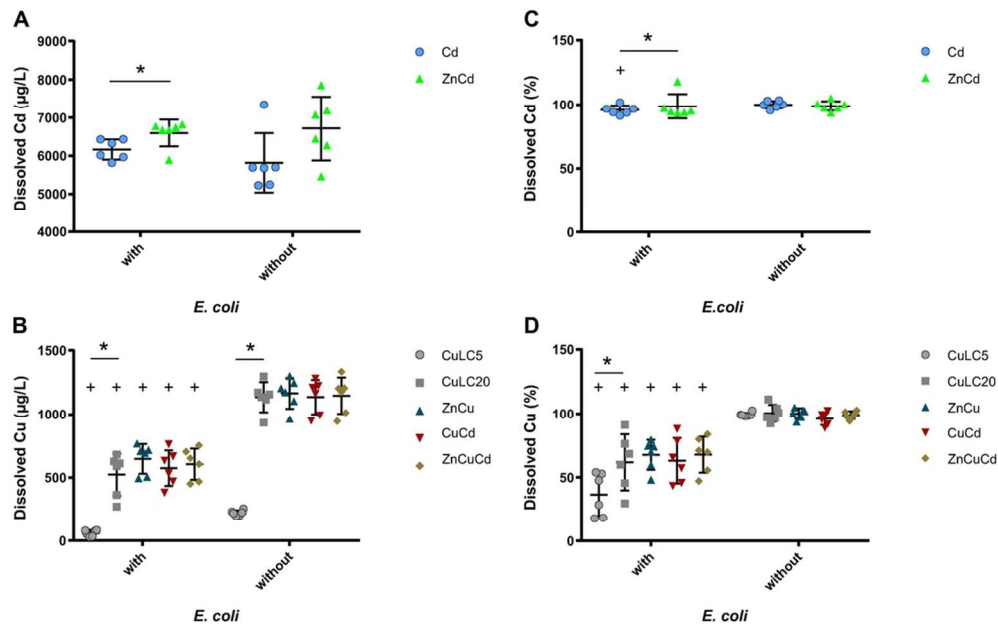 A
Dissolved Cd (µg/L)
9000
8000
7000
6000
5000
4000
*
with
without
E. coli
Cd
ZnCd
C
Dissolved Cd (%)
150
100
50
0
*
+
with
without
E.coli
Cd
ZnCd
B
Dissolved Cu (µg/L)
1500
1000
500
0
*
*
+ + + + +
with
without
E. coli
CuLC5
CuLC20
ZnCu
CuCd
ZnCuCd
D
Dissolved Cu (%)
150
100
50
0
*
+ + + + +
with
without
E. coli
CuLC5
CuLC20
ZnCu
CuCd
ZnCuCd